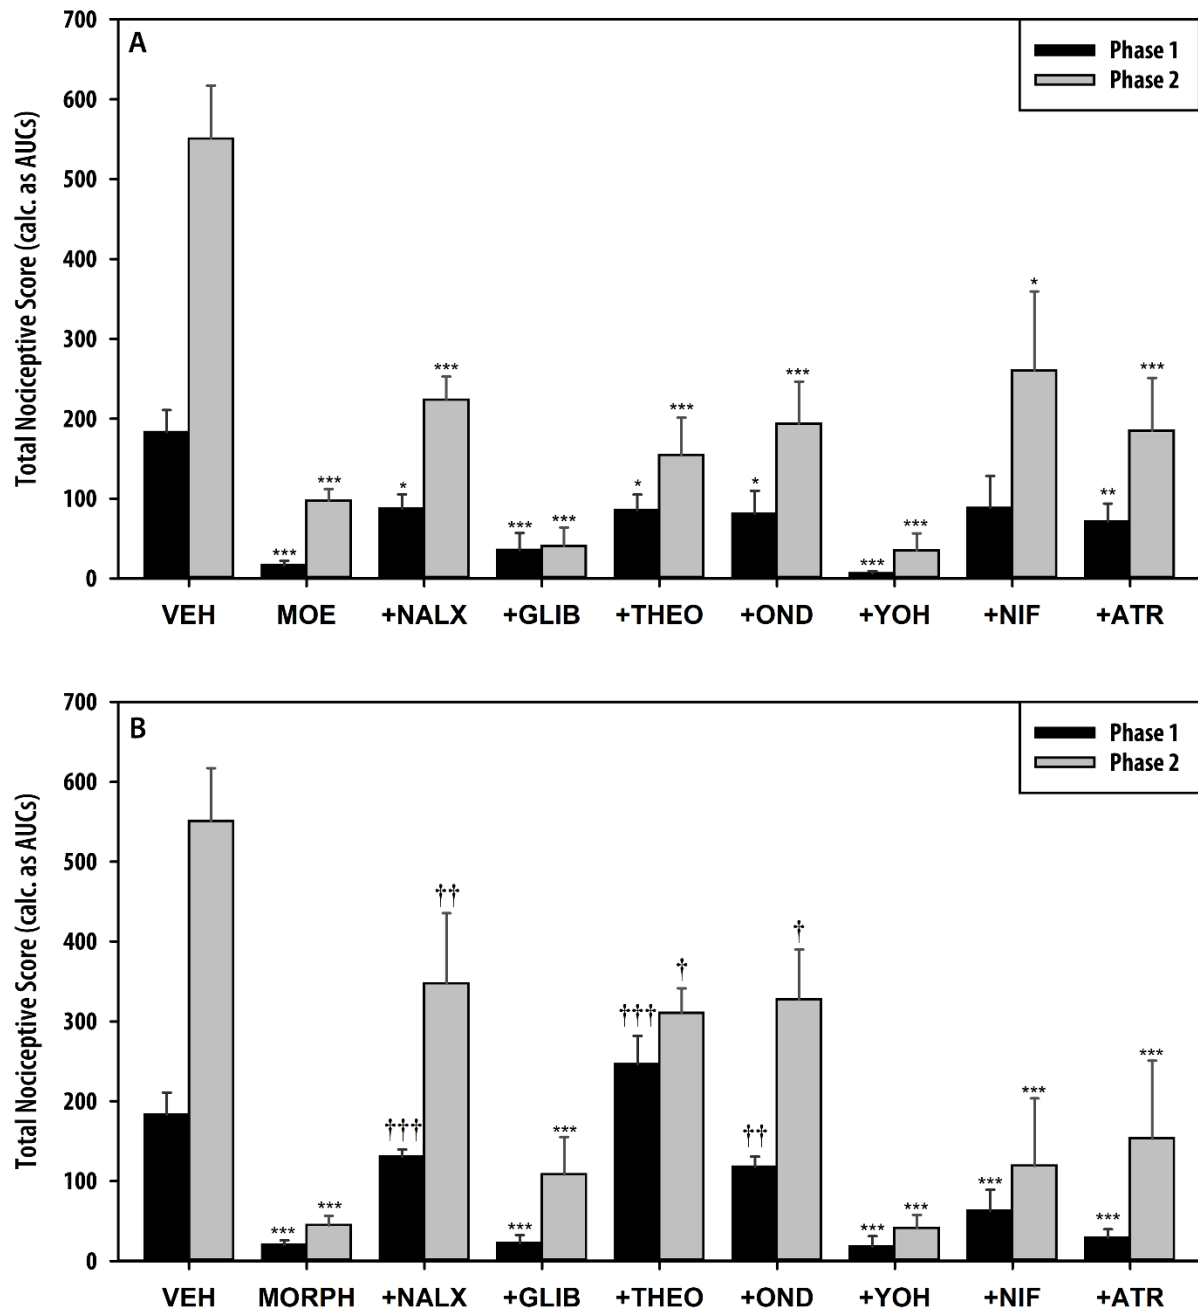 A
Phase 1
Phase 2
Total Nociceptive Score (calc. as AUCs)
700
600
500
400
300
200
100
0
*** *** * *** *** *** * *** * *** *** *** * ** ***
VEH MOE +NALX +GLIB +THEO +OND +YOH +NIF +ATR
B
Phase 1
Phase 2
Total Nociceptive Score (calc. as AUCs)
700
600
500
400
300
200
100
0
*** *** ††† †† *** *** ††† † †† † *** *** *** *** *** ***
VEH MORPH +NALX +GLIB +THEO +OND +YOH +NIF +ATR